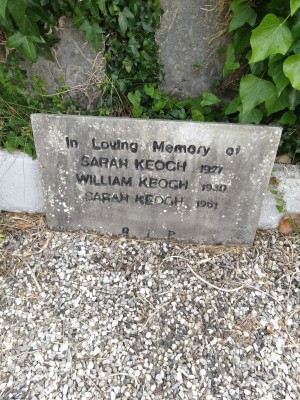 In Loving Memory of
SARAH KEOGH 1927
WILLIAM KEOGH 1930
SARAH KEOGH 1961
R I P